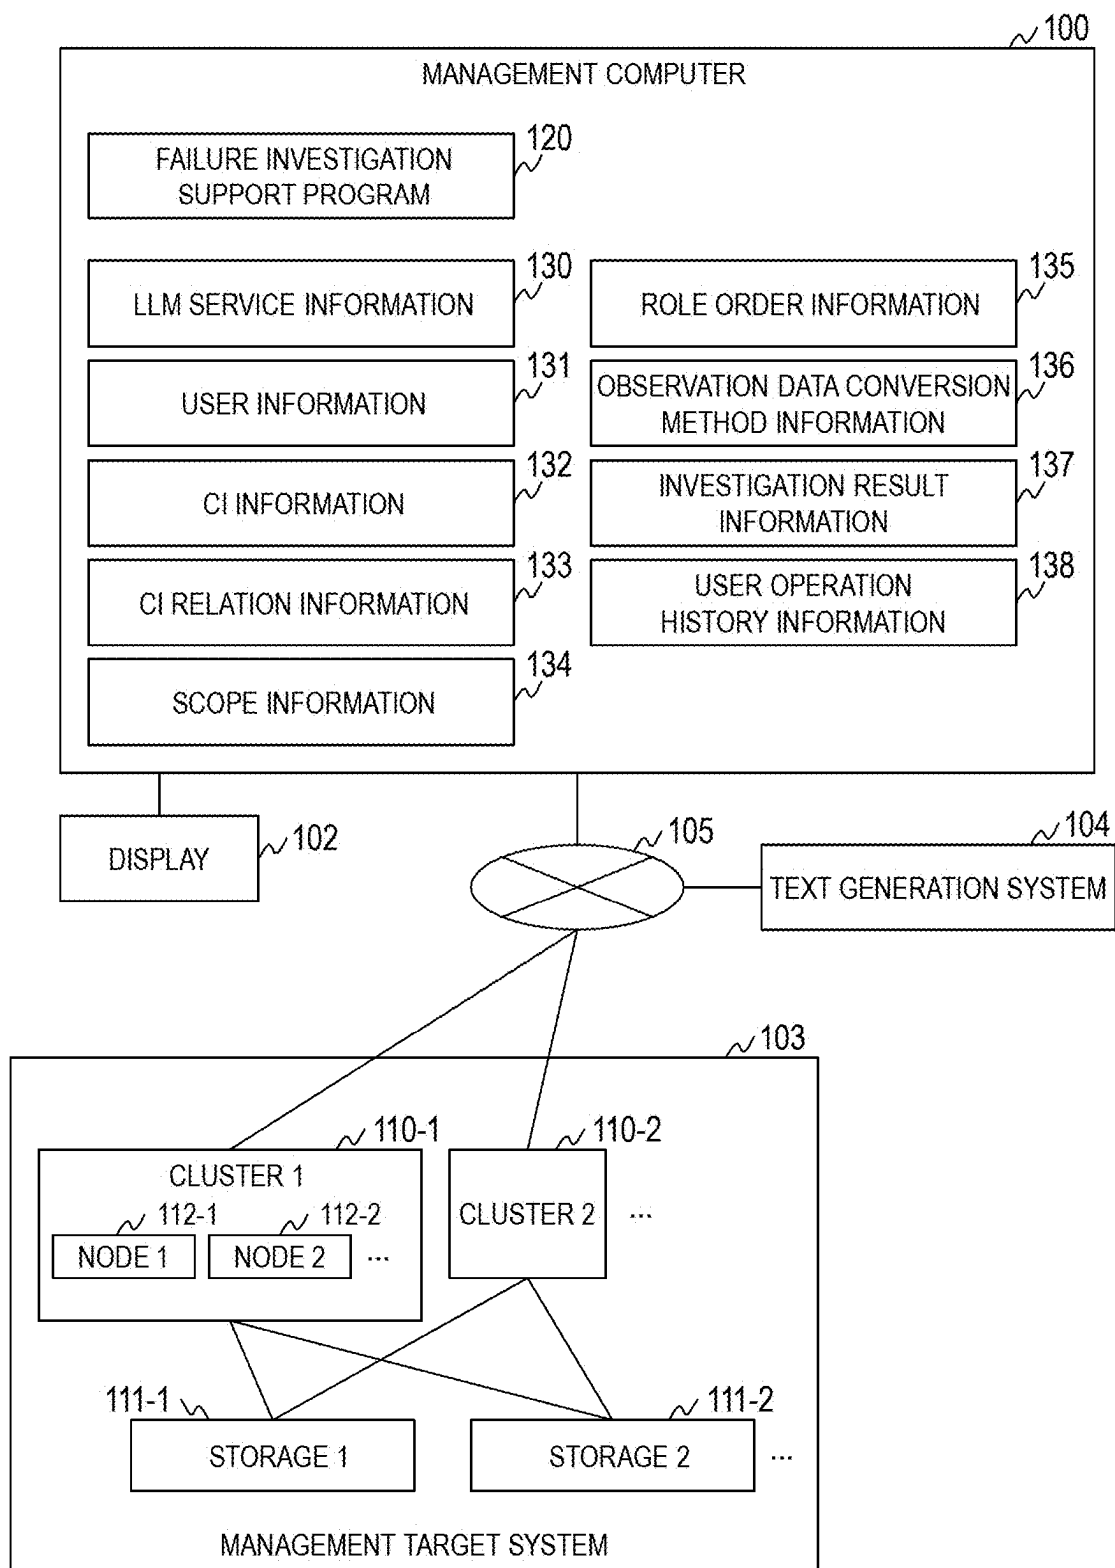 100
MANAGEMENT COMPUTER
120
FAILURE INVESTIGATION
SUPPORT PROGRAM
130
LLM SERVICE INFORMATION
131
USER INFORMATION
132
CI INFORMATION
133
CI RELATION INFORMATION
134
SCOPE INFORMATION
135
ROLE ORDER INFORMATION
136
OBSERVATION DATA CONVERSION
METHOD INFORMATION
137
INVESTIGATION RESULT
INFORMATION
138
USER OPERATION
HISTORY INFORMATION
102
DISPLAY
105
104
TEXT GENERATION SYSTEM
103
110-1
CLUSTER 1
112-1
NODE 1
112-2
NODE 2
...
110-2
CLUSTER 2
...
111-1
STORAGE 1
111-2
STORAGE 2
...
MANAGEMENT TARGET SYSTEM